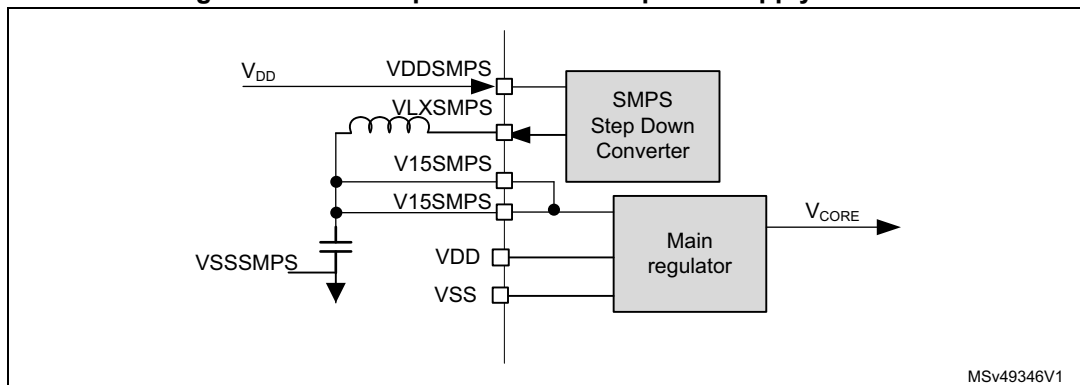 V_DD
VDDSMPS
VLXSMPS
SMPS
Step Down
Converter
V15SMPS
V15SMPS
V_CORE
Main
regulator
VSSSMPS
VDD
VSS
MSv49346V1